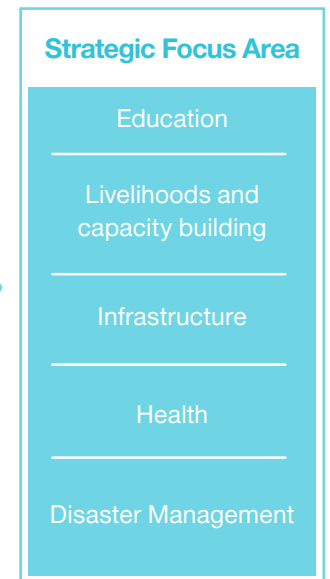 Strategic Focus Area
Education
Livelihoods and
capacity building
Infrastructure
Health
Disaster Management